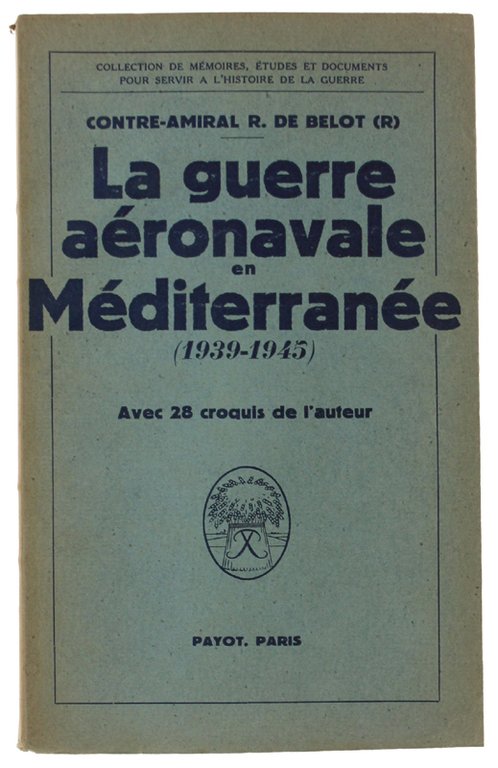 COLLECTION DE MÉMOIRES, ÉTUDES ET DOCUMENTS
POUR SERVIR A L'HISTOIRE DE LA GUERRE
CONTRE-AMIRAL R. DE BELOT (R)
La guerre
aéronavale
en
Méditerranée
(1939-1945)
Avec 28 croquis de l'auteur
PAYOT, PARIS